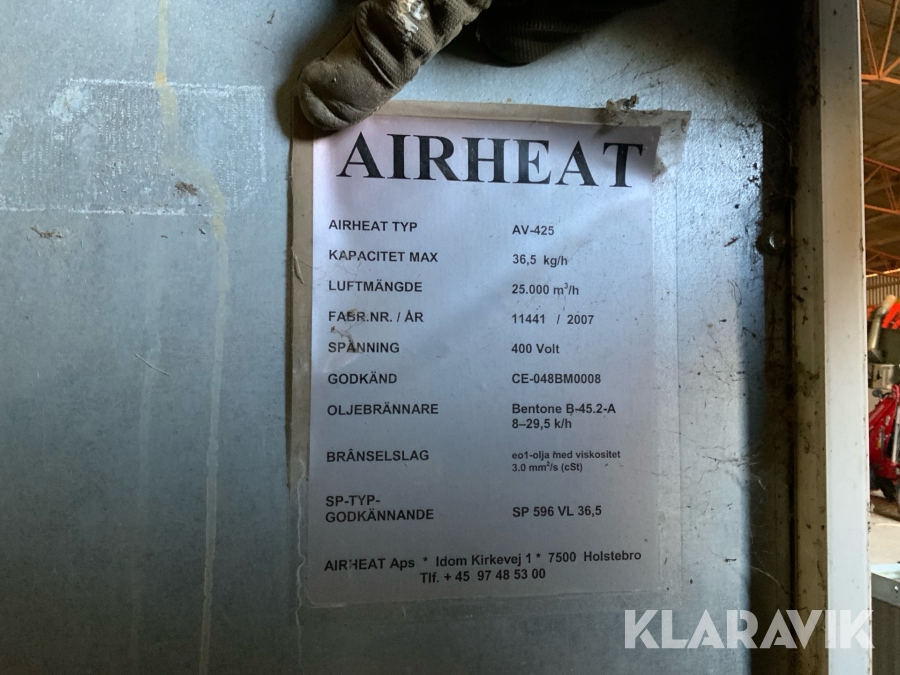 AIRHEAT
AIRHEAT TYP AV-425
KAPACITET MAX 36,5 kg/h
LUFTMÄNGDE 25.000 m³/h
FABR.NR. / ÅR 11441 / 2007
SPÄNNING 400 Volt
GODKÄND CE-048BM0008
OLJEBRÄNNARE Bentone B-45.2-A
8–29,5 k/h
BRÄNSELSLAG eo1-olja med viskositet
3.0 mm²/s (cSt)
SP-TYP-
GODKÄNNANDE SP 596 VL 36,5
AIRHEAT Aps * Idom Kirkevej 1 * 7500 Holstebro
Tlf. + 45 97 48 53 00
KLARAVIK